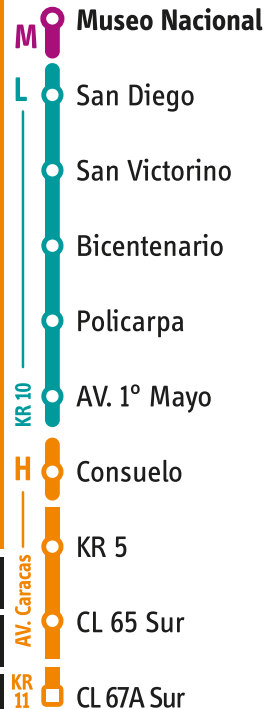 M
Museo Nacional
L
San Diego
San Victorino
Bicentenario
Policarpa
KR 10
AV. 1º Mayo
H
Consuelo
KR 5
AV. Caracas
CL 65 Sur
KR
11
CL 67A Sur